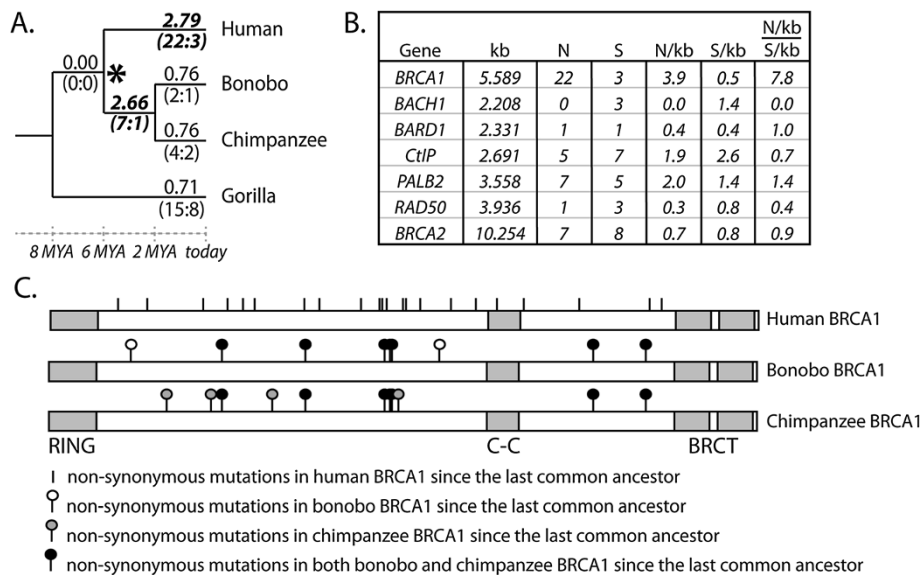 A.
2.79
(22:3)
Human
0.00
(0:0)
*
0.76
(2:1)
Bonobo
2.66
(7:1)
0.76
(4:2)
Chimpanzee
0.71
(15:8)
Gorilla
8 MYA 6 MYA 2 MYA today
B.
Gene kb N S N/kb S/kb N/kb
S/kb
BRCA1 5.589 22 3 3.9 0.5 7.8
BACH1 2.208 0 3 0.0 1.4 0.0
BARD1 2.331 1 1 0.4 0.4 1.0
CtIP 2.691 5 7 1.9 2.6 0.7
PALB2 3.558 7 5 2.0 1.4 1.4
RAD50 3.936 1 3 0.3 0.8 0.4
BRCA2 10.254 7 8 0.7 0.8 0.9
C.
Human BRCA1
Bonobo BRCA1
Chimpanzee BRCA1
RING C-C BRCT
non-synonymous mutations in human BRCA1 since the last common ancestor
non-synonymous mutations in bonobo BRCA1 since the last common ancestor
non-synonymous mutations in chimpanzee BRCA1 since the last common ancestor
non-synonymous mutations in both bonobo and chimpanzee BRCA1 since the last common ancestor